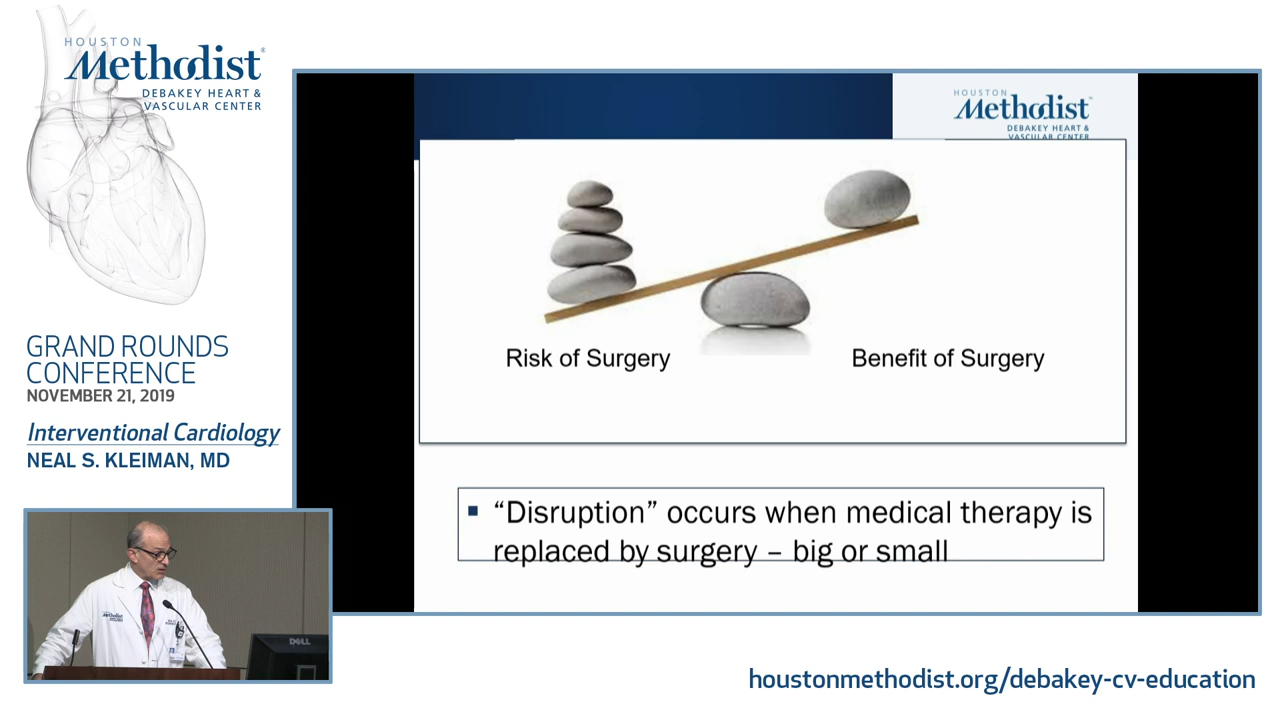 HOUSTON
Methodist
DEBAKEY HEART &
VASCULAR CENTER
GRAND ROUNDS
CONFERENCE
NOVEMBER 21, 2019
Interventional Cardiology
NEAL S. KLEIMAN, MD
HOUSTON
Methodist
DEBAKEY HEART &
VASCULAR CENTER
Risk of Surgery
Benefit of Surgery
▪ “Disruption” occurs when medical therapy is
replaced by surgery – big or small
Methodist
DELL
houstonmethodist.org/debakey-cv-education